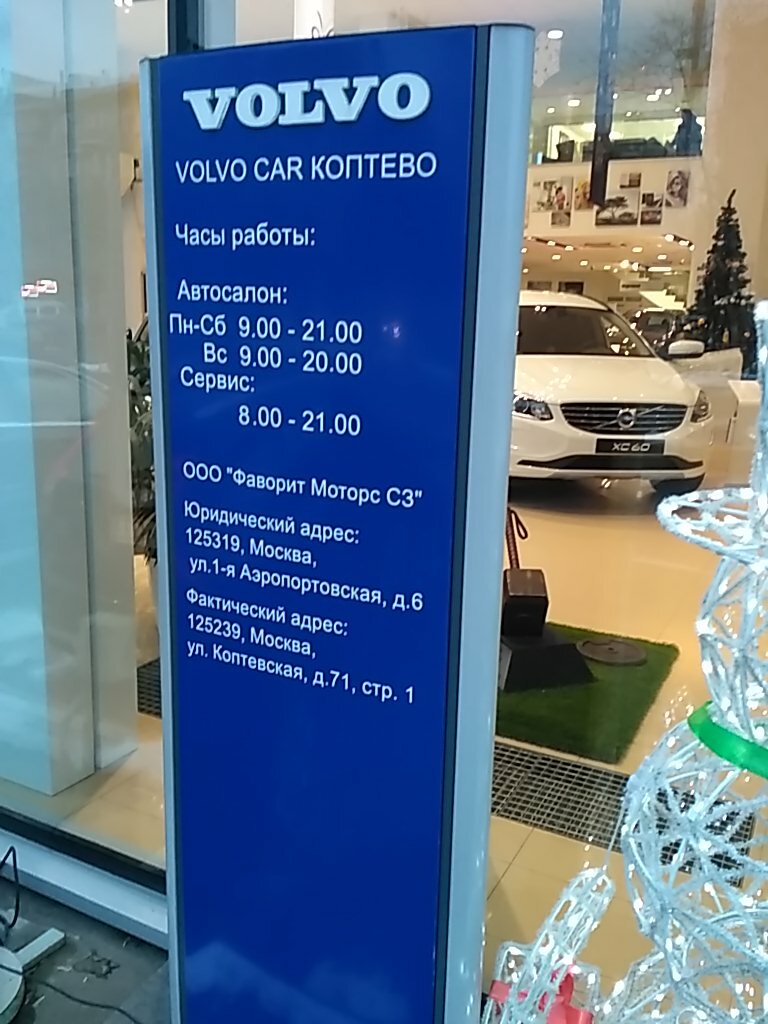 VOLVO
VOLVO CAR КОПТЕВО
Часы работы:
Автосалон:
Пн-Сб 9.00 - 21.00
Вс 9.00 - 20.00
Сервис:
8.00 - 21.00
ООО "Фаворит Моторс СЗ"
Юридический адрес:
125319, Москва,
ул.1-я Аэропортовская, д.6
Фактический адрес:
125239, Москва,
ул. Коптевская, д.71, стр. 1
XC60